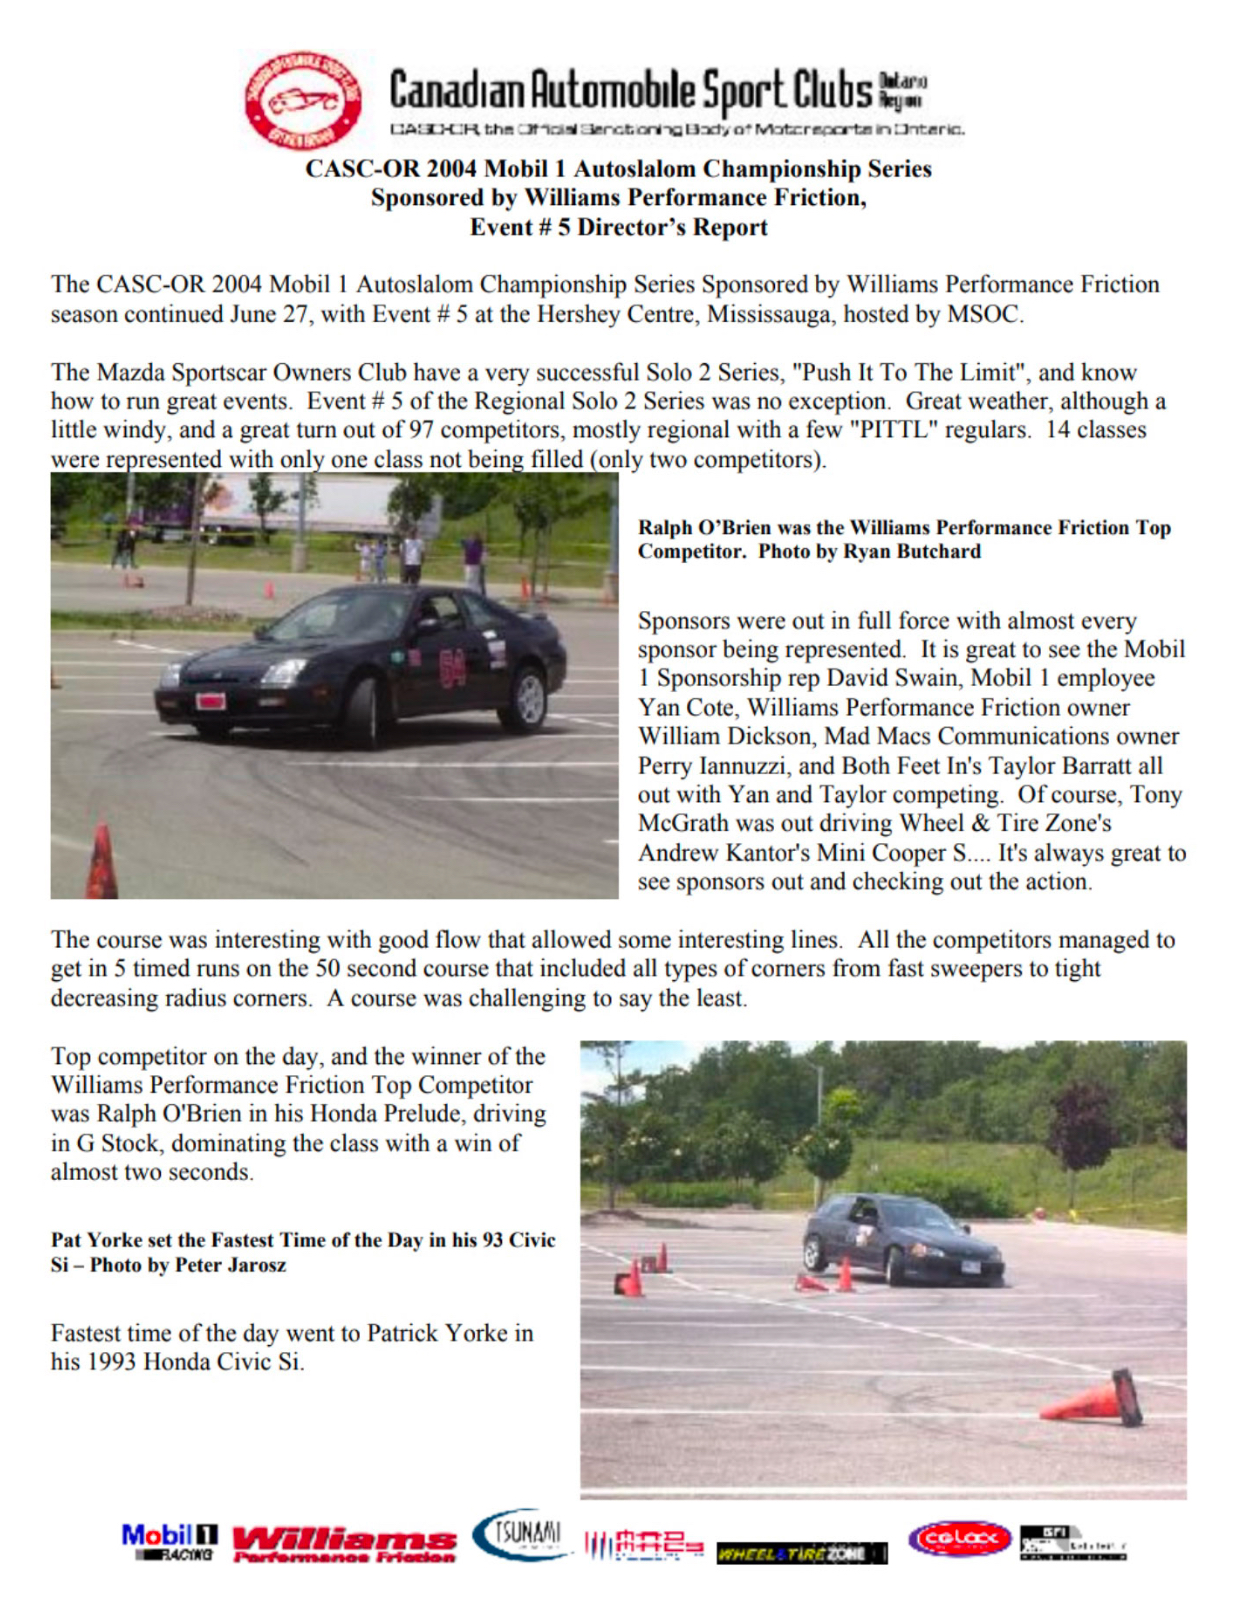 Canadian Automobile Sport Clubs Ontario Region
CASC-OR, the Official Sanctioning Body of Motorsports in Ontario.
CASC-OR 2004 Mobil 1 Autoslalom Championship Series
Sponsored by Williams Performance Friction,
Event # 5 Director’s Report
The CASC-OR 2004 Mobil 1 Autoslalom Championship Series Sponsored by Williams Performance Friction
season continued June 27, with Event # 5 at the Hershey Centre, Mississauga, hosted by MSOC.
The Mazda Sportscar Owners Club have a very successful Solo 2 Series, "Push It To The Limit", and know
how to run great events.  Event # 5 of the Regional Solo 2 Series was no exception.  Great weather, although a
little windy, and a great turn out of 97 competitors, mostly regional with a few "PITTL" regulars.  14 classes
were represented with only one class not being filled (only two competitors).
Ralph O’Brien was the Williams Performance Friction Top
Competitor.  Photo by Ryan Butchard
64
Sponsors were out in full force with almost every
sponsor being represented.  It is great to see the Mobil
1 Sponsorship rep David Swain, Mobil 1 employee
Yan Cote, Williams Performance Friction owner
William Dickson, Mad Macs Communications owner
Perry Iannuzzi, and Both Feet In's Taylor Barratt all
out with Yan and Taylor competing.  Of course, Tony
McGrath was out driving Wheel & Tire Zone's
Andrew Kantor's Mini Cooper S.... It's always great to
see sponsors out and checking out the action.
The course was interesting with good flow that allowed some interesting lines.  All the competitors managed to
get in 5 timed runs on the 50 second course that included all types of corners from fast sweepers to tight
decreasing radius corners.  A course was challenging to say the least.
Top competitor on the day, and the winner of the
Williams Performance Friction Top Competitor
was Ralph O'Brien in his Honda Prelude, driving
in G Stock, dominating the class with a win of
almost two seconds.
Pat Yorke set the Fastest Time of the Day in his 93 Civic
Si – Photo by Peter Jarosz
Fastest time of the day went to Patrick Yorke in
his 1993 Honda Civic Si.
Mobil 1 RACING
Williams Performance Friction
TSUNAMI
WHEEL & TIRE ZONE